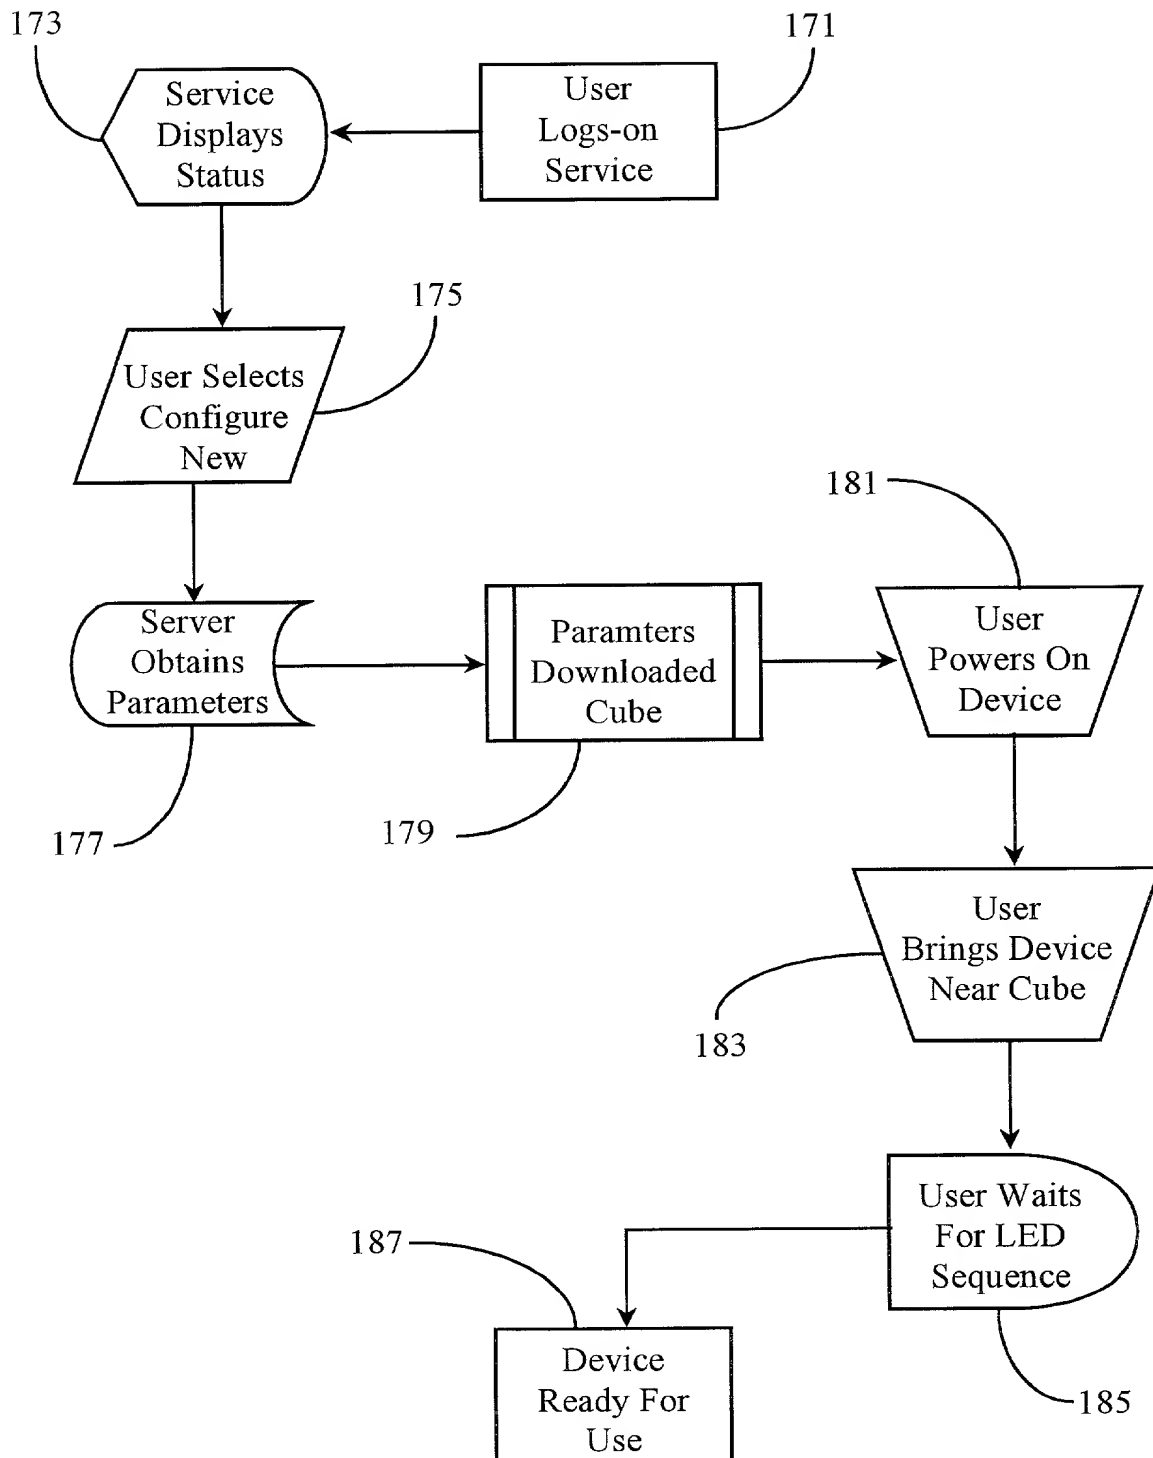 173
171
Service
Displays
Status
User
Logs-on
Service
175
User Selects
Configure
New
181
Server
Obtains
Parameters
Paramters
Downloaded
Cube
User
Powers On
Device
177
179
User
Brings Device
Near Cube
183
User Waits
For LED
Sequence
187
185
Device
Ready For
Use